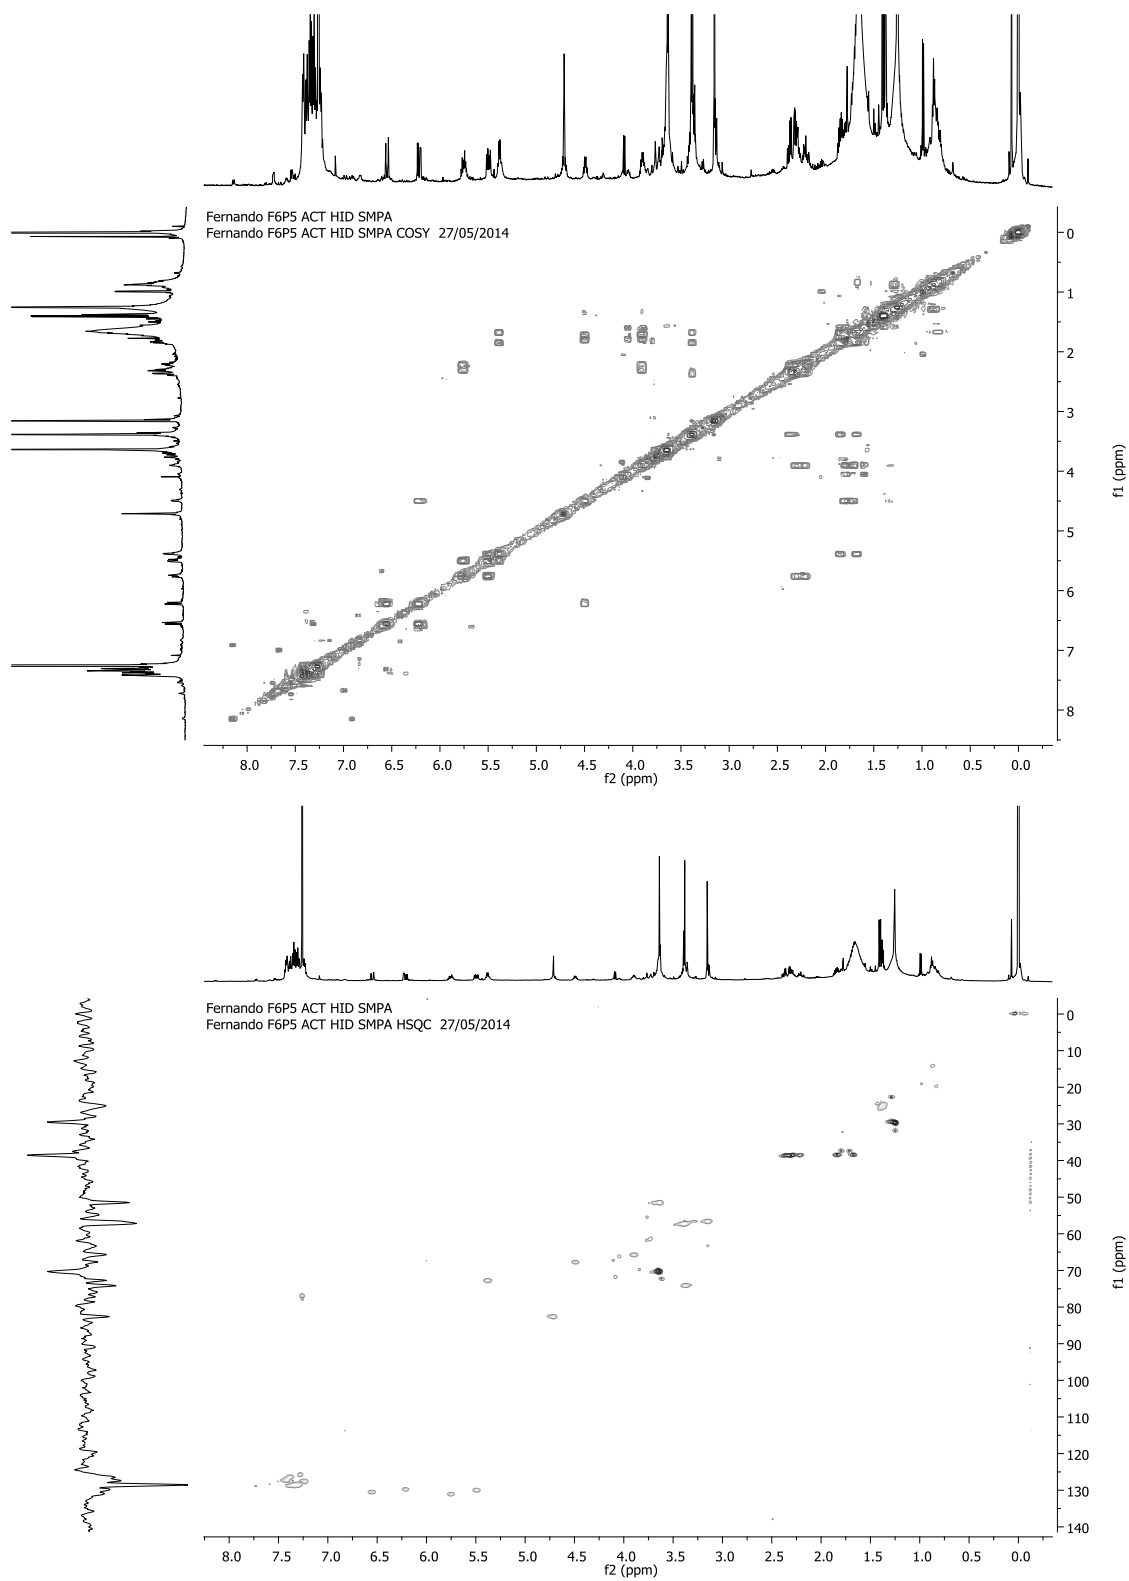 Fernando F6P5 ACT HID SMPA
Fernando F6P5 ACT HID SMPA COSY 27/05/2014
0
1
2
3
4
5
6
7
8
f1 (ppm)
8.0 7.5 7.0 6.5 6.0 5.5 5.0 4.5 4.0 3.5 3.0 2.5 2.0 1.5 1.0 0.5 0.0
f2 (ppm)
Fernando F6P5 ACT HID SMPA
Fernando F6P5 ACT HID SMPA HSQC 27/05/2014
0
10
20
30
40
50
60
70
80
90
100
110
120
130
140
f1 (ppm)
8.0 7.5 7.0 6.5 6.0 5.5 5.0 4.5 4.0 3.5 3.0 2.5 2.0 1.5 1.0 0.5 0.0
f2 (ppm)